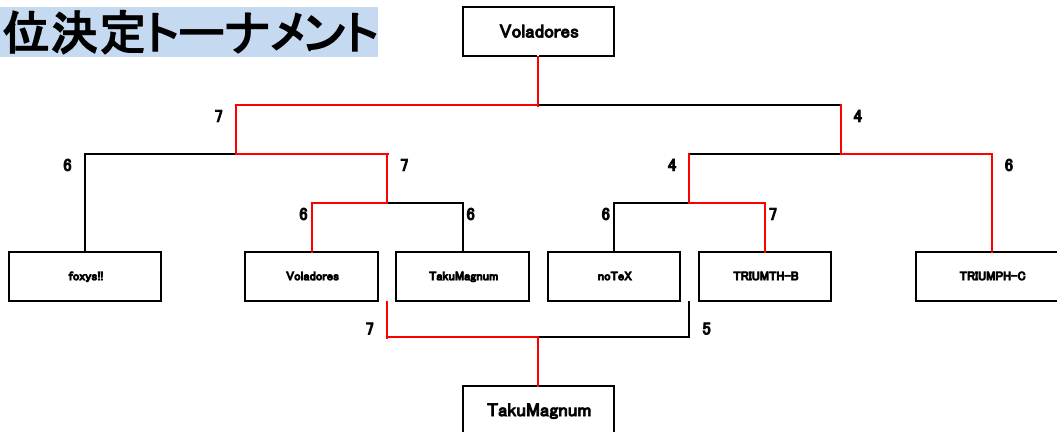 位決定トーナメント
Voladores
7
4
6
7
4
6
6
6
6
7
foxys!!
Voladores
TakuMagnum
noTeX
TRIUMTH-B
TRIUMPH-C
7
5
TakuMagnum